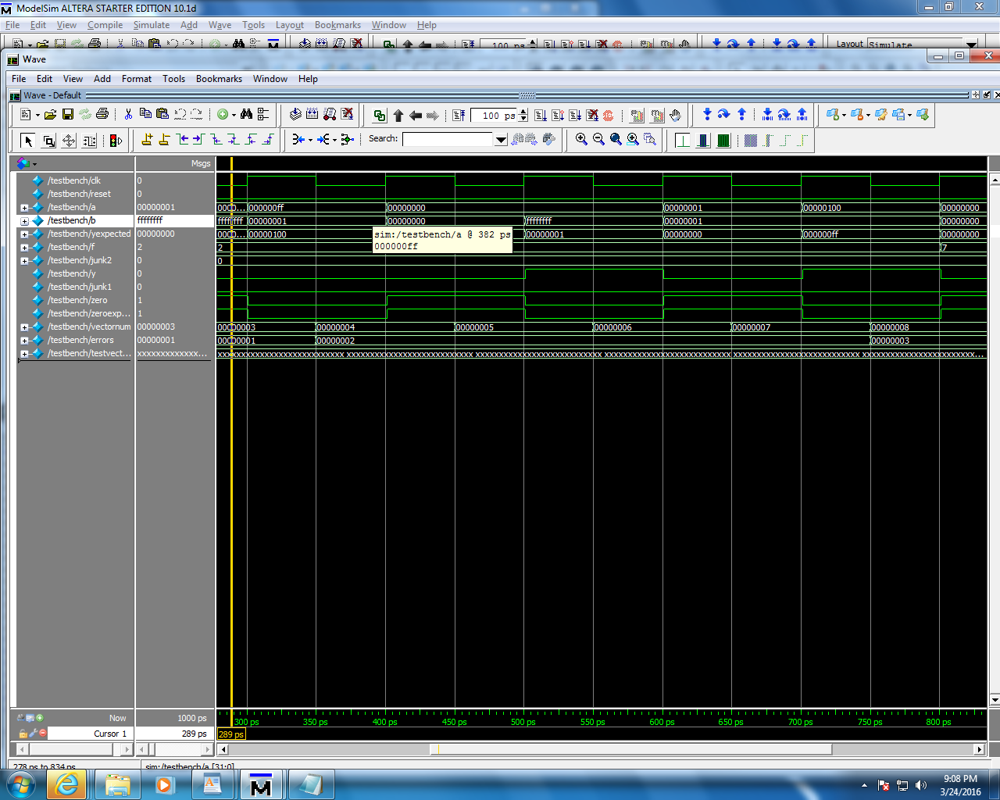 ModelSim ALTERA STARTER EDITION 10.1d
File Edit View Compile Simulate Add Wave Tools Layout Bookmarks Window Help
100 ps Layout Simulate
Wave
File Edit View Add Format Tools Bookmarks Window Help
Wave - Default
100 ps
Search:
Msgs
/testbench/clk 0
/testbench/reset 0
/testbench/a 00000001 0000... 000000ff 00000000 00000001 00000100 00000000
/testbench/b ffffffff ffffffff 00000001 00000000 ffffffff 00000001 00000000
/testbench/yexpected 00000000 0000... 00000100 00000001 00000000 000000ff 00000000
sim:/testbench/a @ 382 ps
000000ff
/testbench/f 2 2 7
/testbench/junk2 0 0
/testbench/y 0
/testbench/junk1 0
/testbench/zero 1
/testbench/zeroexp... 1
/testbench/vectornum 00000003 00000003 00000004 00000005 00000006 00000007 00000008
/testbench/errors 00000001 00000001 00000002 00000003
/testbench/testvect... xxxxxxxxxxxxx...
Now 1000 ps 300 ps 350 ps 400 ps 450 ps 500 ps 550 ps 600 ps 650 ps 700 ps 750 ps 800 ps
Cursor 1 289 ps 289 ps
278 ps to 834 ps sim:/testbench/a [31:0]
9:08 PM
3/24/2016